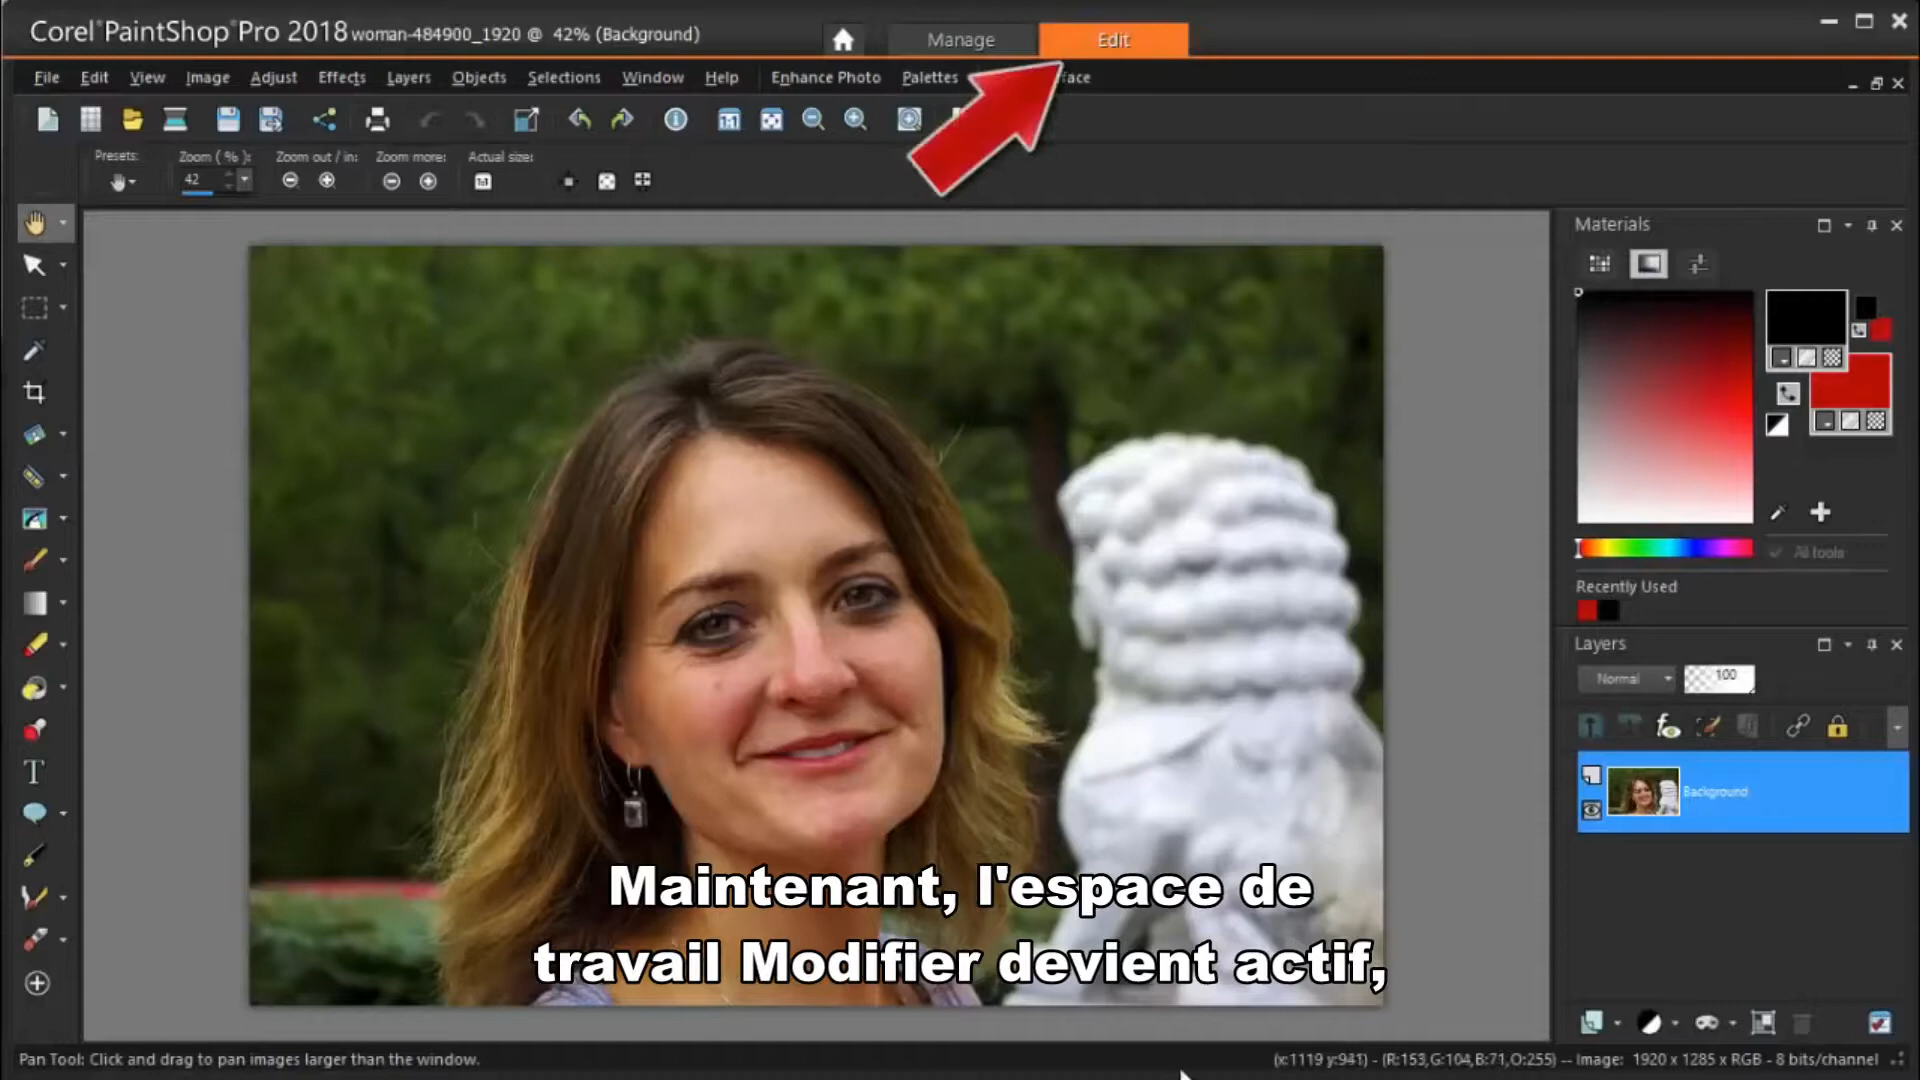 Corel®PaintShop®Pro 2018 woman-484900_1920 @ 42% (Background)
Manage
Edit
File Edit View Image Adjust Effects Layers Objects Selections Window Help Enhance Photo Palettes face
Presets: Zoom ( % ): Zoom out / in: Zoom more: Actual size:
42
Materials
All tools
Recently Used
Layers
Normal 100
Background
Maintenant, l'espace de
travail Modifier devient actif,
Pan Tool: Click and drag to pan images larger than the window.
(x:1119 y:941) - (R:153,G:104,B:71,O:255) -- Image: 1920 x 1285 x RGB - 8 bits/channel